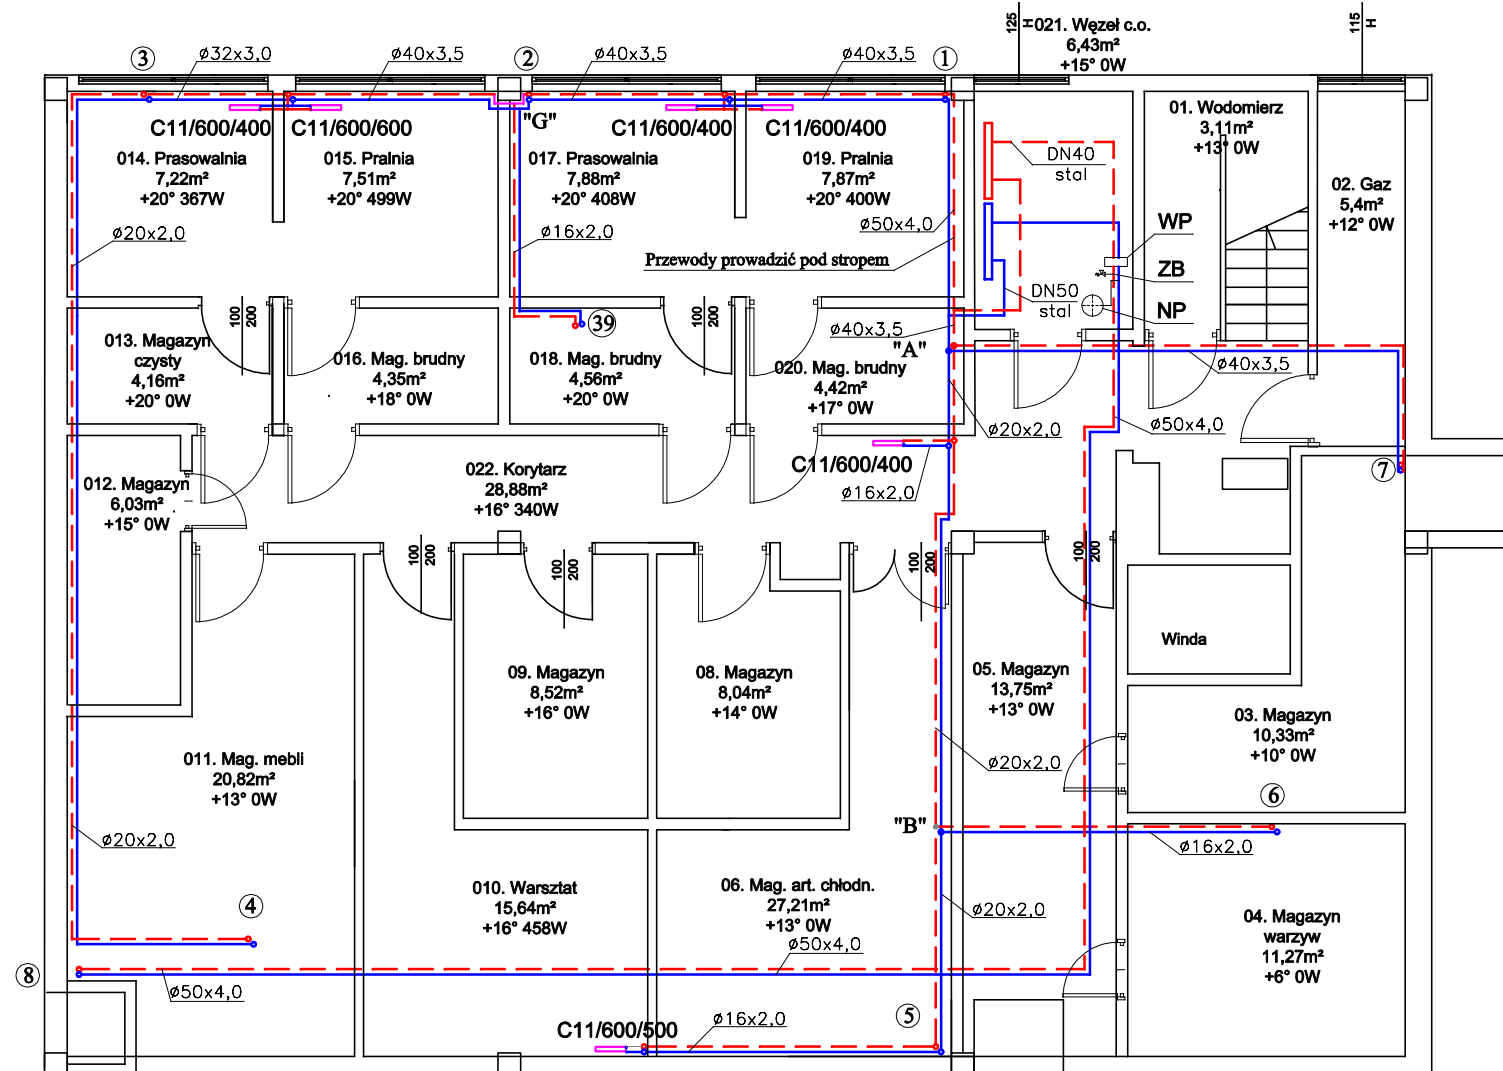 125
H
115
H
021. Węzeł c.o.
6,43m²
+15° 0W
3
ø32x3,0
ø40x3,5
2
ø40x3,5
ø40x3,5
1
C11/600/400
C11/600/600
"G"
C11/600/400
C11/600/400
01. Wodomierz
3,11m²
+13° 0W
014. Prasowalnia
7,22m²
+20° 367W
015. Pralnia
7,51m²
+20° 499W
017. Prasowalnia
7,88m²
+20° 408W
019. Pralnia
7,87m²
+20° 400W
DN40
stal
02. Gaz
5,4m²
+12° 0W
ø20x2,0
ø16x2,0
ø50x4,0
WP
Przewody prowadzić pod stropem
ZB
DN50
stal
NP
100
200
39
100
200
ø40x3,5
013. Magazyn
czysty
4,16m²
+20° 0W
016. Mag. brudny
4,35m²
+18° 0W
018. Mag. brudny
4,56m²
+20° 0W
"A"
020. Mag. brudny
4,42m²
+17° 0W
ø40x3,5
ø20x2,0
ø50x4,0
012. Magazyn
6,03m²
+15° 0W
022. Korytarz
28,88m²
+16° 340W
C11/600/400
ø16x2,0
7
100
200
100
200
100
200
100
200
Winda
09. Magazyn
8,52m²
+16° 0W
08. Magazyn
8,04m²
+14° 0W
05. Magazyn
13,75m²
+13° 0W
03. Magazyn
10,33m²
+10° 0W
011. Mag. mebli
20,82m²
+13° 0W
ø20x2,0
6
"B"
ø20x2,0
ø16x2,0
4
010. Warsztat
15,64m²
+16° 458W
06. Mag. art. chłodn.
27,21m²
+13° 0W
ø20x2,0
04. Magazyn
warzyw
11,27m²
+6° 0W
ø50x4,0
8
ø50x4,0
5
C11/600/500
ø16x2,0